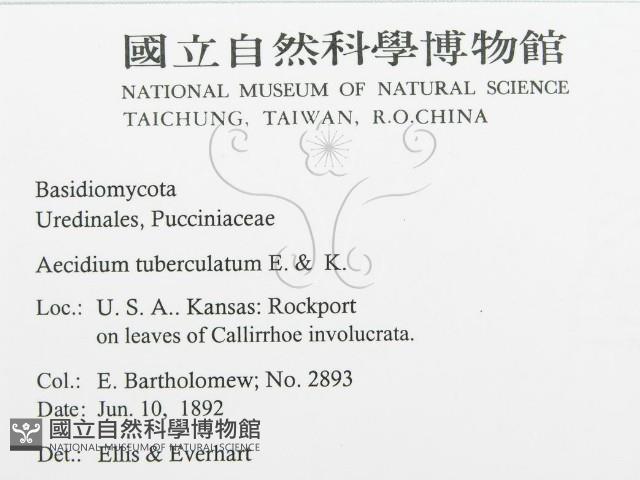 國立自然科學博物館
NATIONAL MUSEUM OF NATURAL SCIENCE
TAICHUNG, TAIWAN, R.O.CHINA
Basidiomycota
Uredinales, Pucciniaceae
Aecidium tuberculatum E. & K.
Loc.: U. S. A.. Kansas: Rockport
on leaves of Callirrhoe involucrata.
Col.: E. Bartholomew; No. 2893
Date: Jun. 10, 1892
國立自然科學博物館
NATIONAL MUSEUM OF NATURAL SCIENCE
Det.: Ellis & Everhart